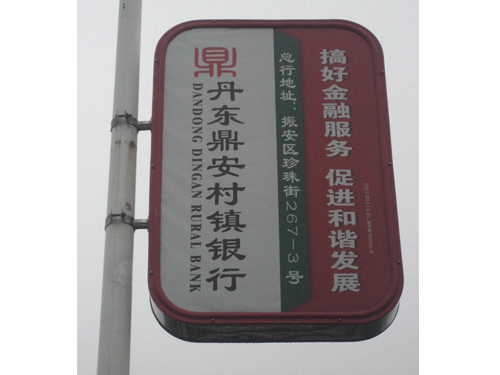 搞好金融服务 促进和谐发展
总行地址：振安区珍珠街267-3号
鼎
丹东鼎安村镇银行
DANDONG DINGAN RURAL BANK